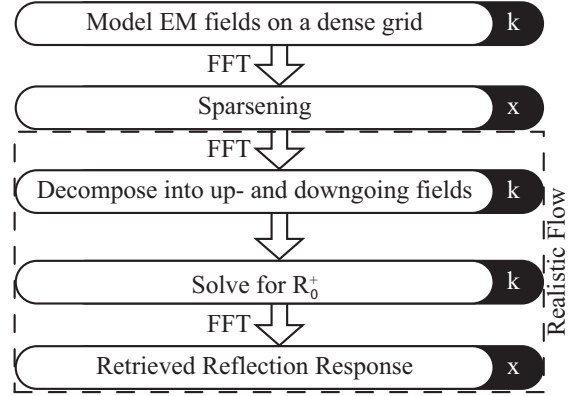 Model EM fields on a dense grid k
FFT
Sparsening x
FFT
Decompose into up- and downgoing fields k
Solve for R₀⁺ k
FFT
Retrieved Reflection Response x
Realistic Flow